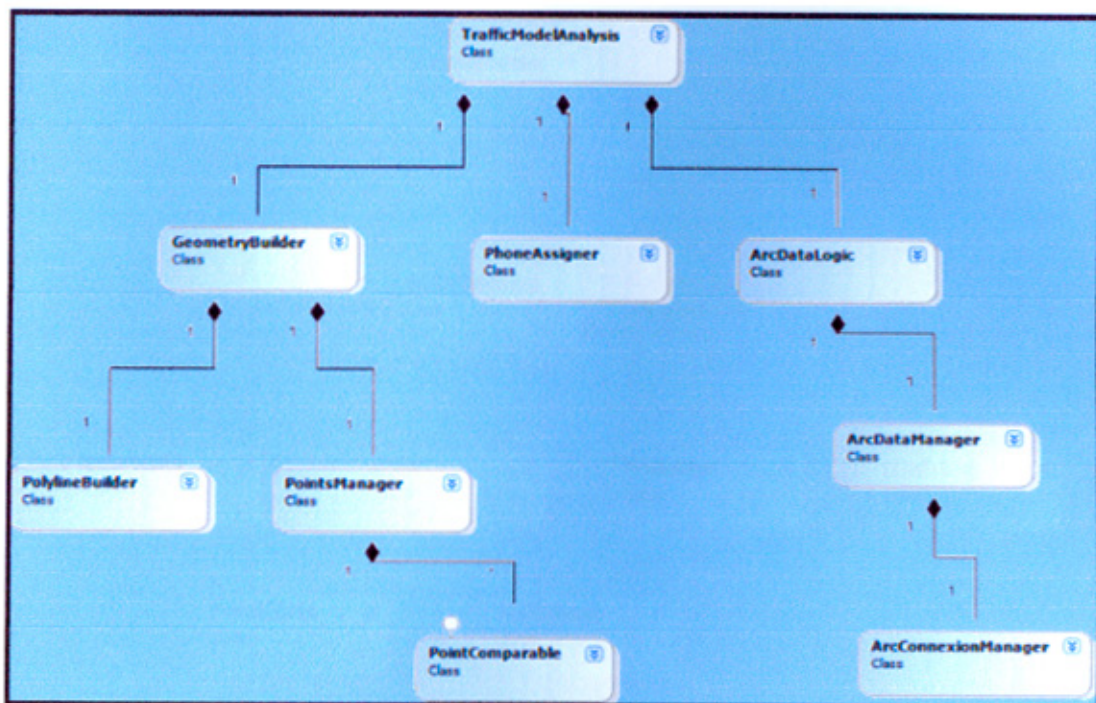 TrafficModelAnalysis
Class
1
1
1
1
1
1
GeometryBuilder
Class
PhoneAssigner
Class
ArcDataLogic
Class
1
1
1
1
1
1
PolylineBuilder
Class
PointsManager
Class
ArcDataManager
Class
1
1
PointComparable
Class
ArcConnexionManager
Class